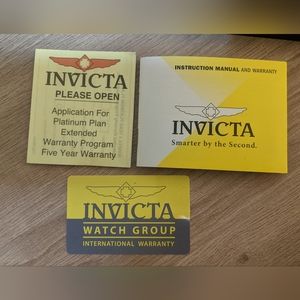 INVICTA
PLEASE OPEN
Application For
Platinum Plan
Extended
Warranty Program
Five Year Warranty
INSTRUCTION MANUAL AND WARRANTY
INVICTA
Smarter by the Second.
INVICTA
WATCH GROUP
INTERNATIONAL WARRANTY